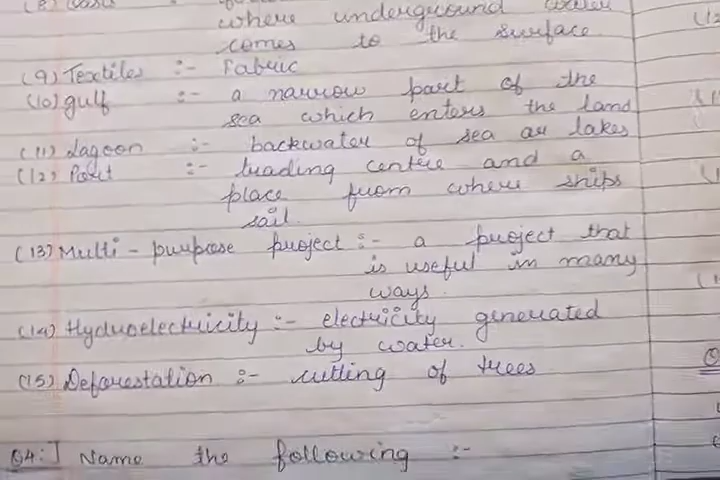 (8) Oasis :- where underground water
comes to the surface
(9) Textiles :- Fabric
(10) gulf :- a narrow part of the
sea which enters the land
(11) Lagoon :- backwater of sea as lakes
(12) Port :- trading centre and a
place from where ships
sail.
(13) Multi-purpose project :- a project that
is useful in many
ways.
(14) Hydroelectricity :- electricity generated
by water.
(15) Deforestation :- cutting of trees
Q4:] Name the following :-